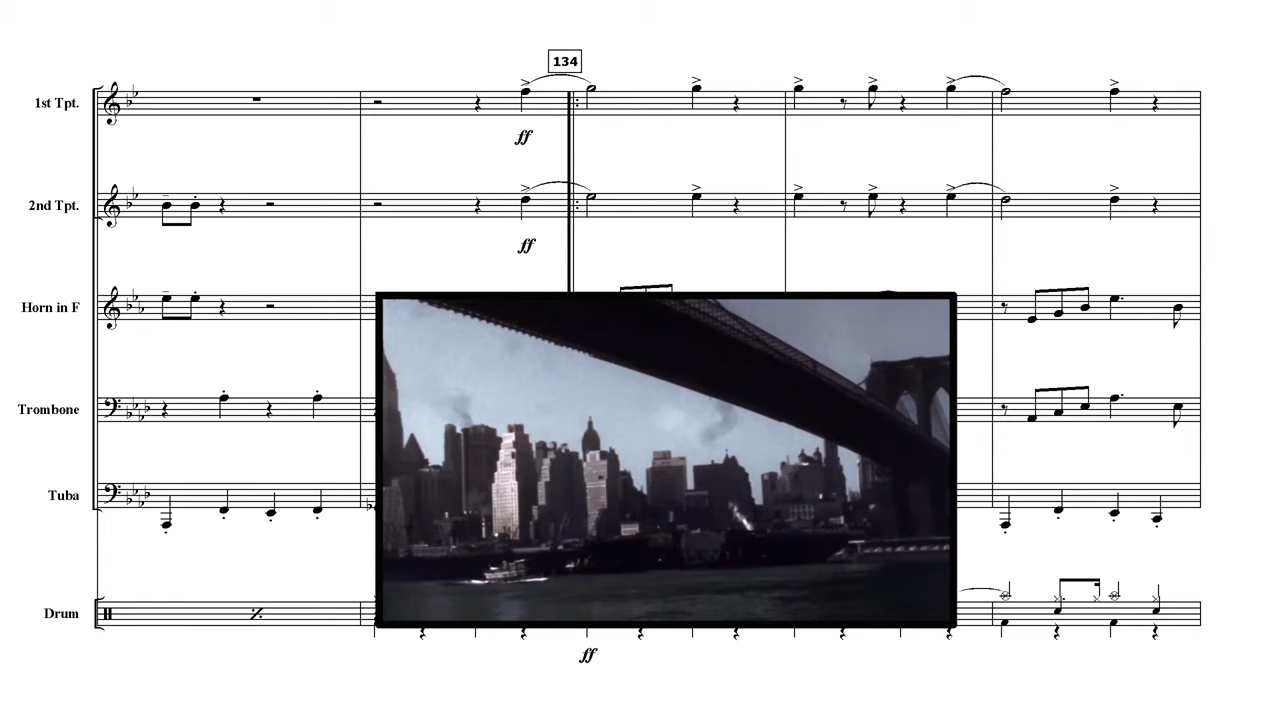 134
1st Tpt.
ff
2nd Tpt.
ff
Horn in F
Trombone
Tuba
Drum
ff